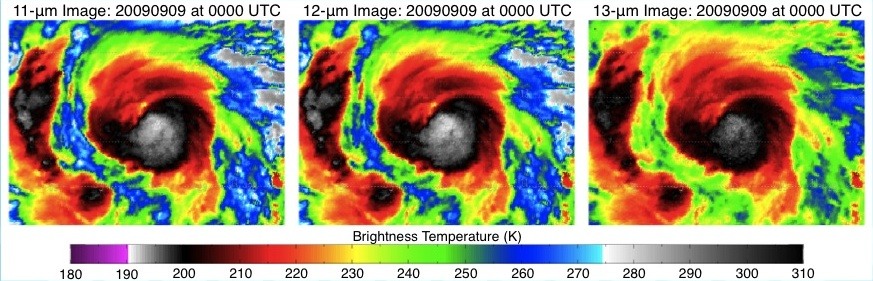 11-µm Image: 20090909 at 0000 UTC
12-µm Image: 20090909 at 0000 UTC
13-µm Image: 20090909 at 0000 UTC
Brightness Temperature (K)
180 190 200 210 220 230 240 250 260 270 280 290 300 310